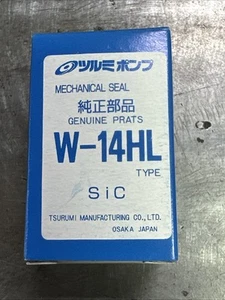 ツルミポンプ
MECHANICAL SEAL
純正部品
GENUINE PRATS
W-14HL
TYPE
SiC
TSURUMI MANUFACTURING CO., LTD.
OSAKA JAPAN